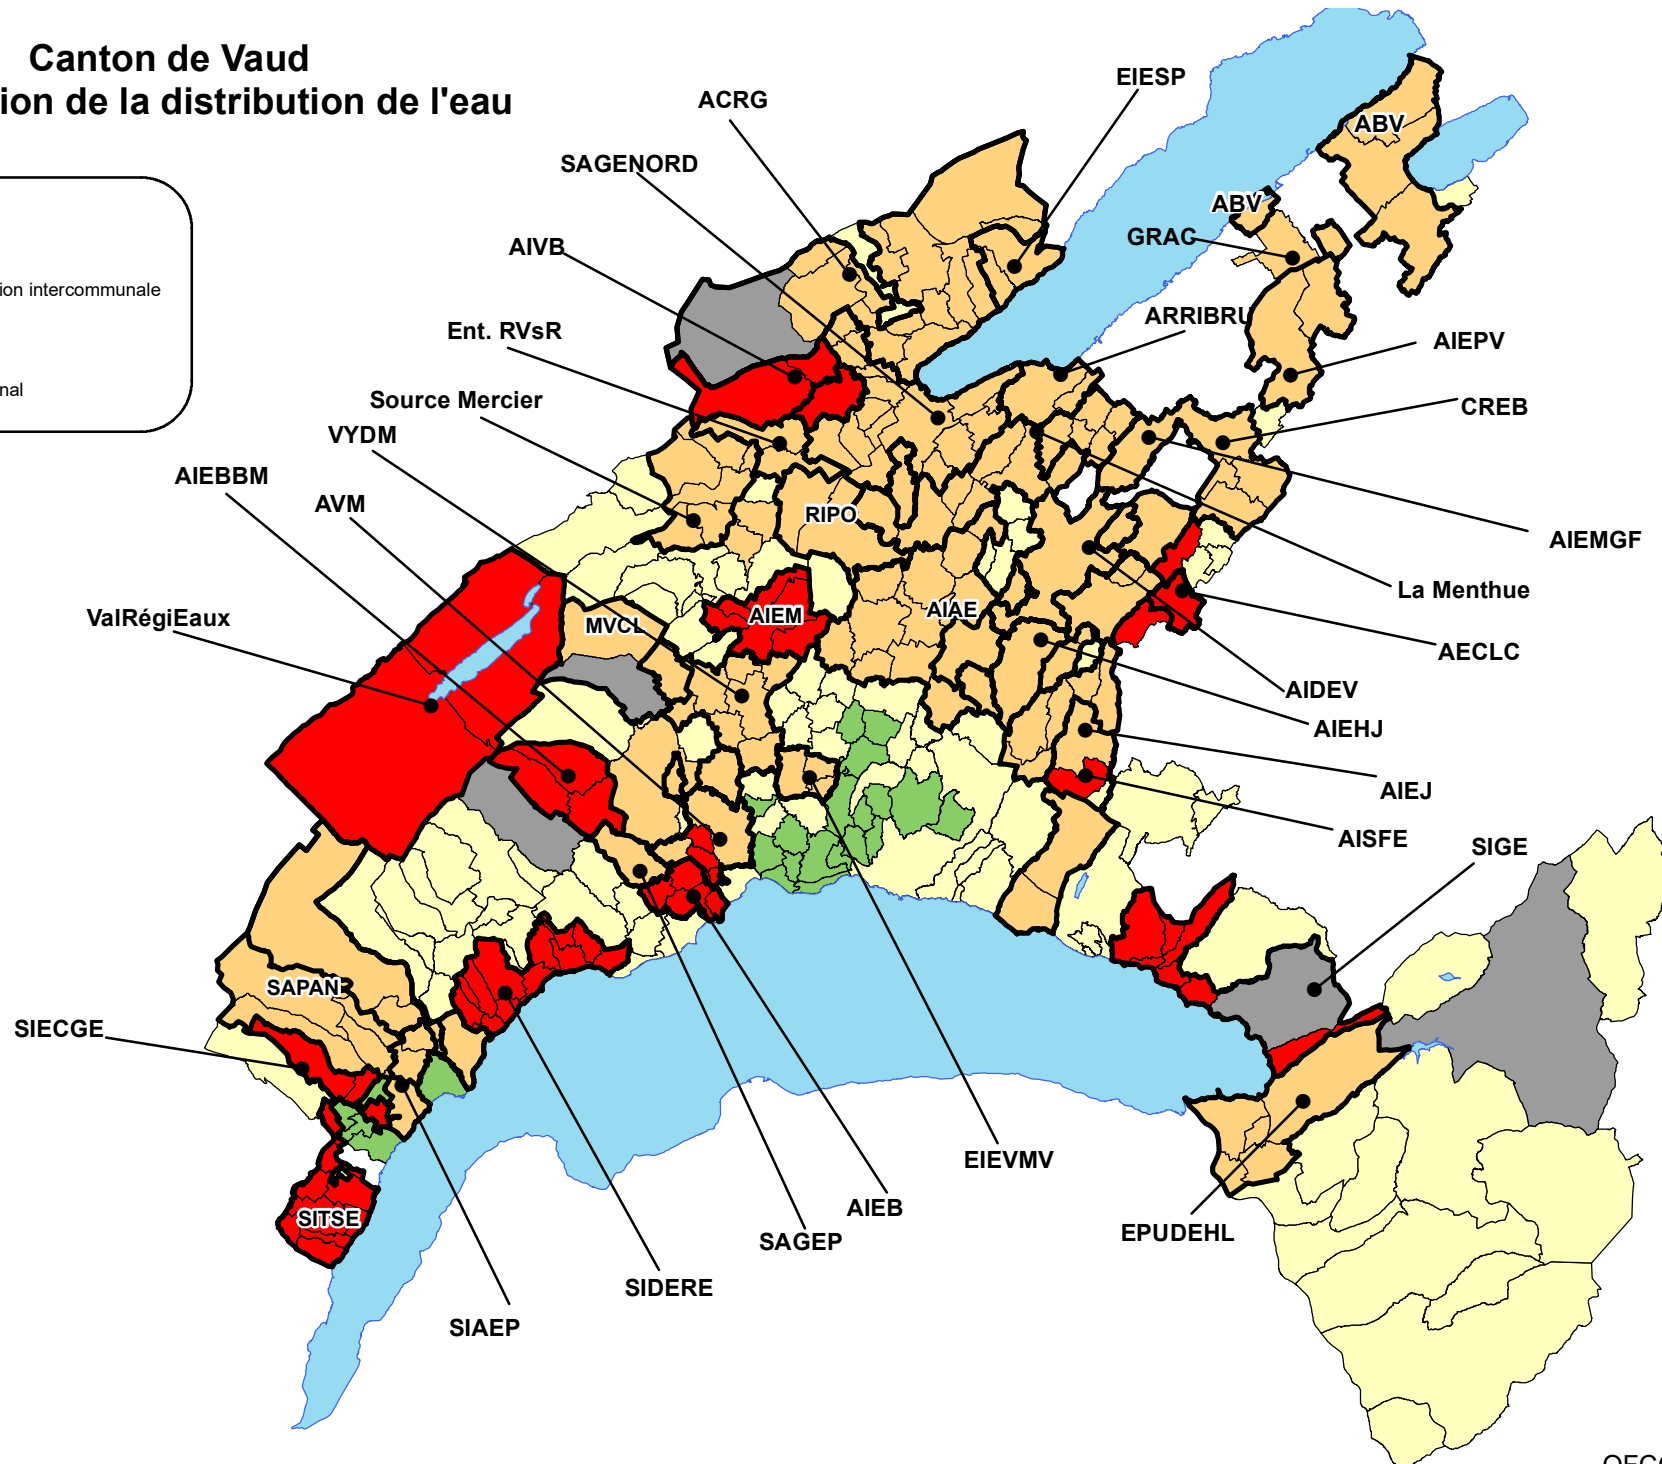 Canton de Vaud
ion de la distribution de l'eau
ion intercommunale
nal
EIESP
ACRG
ABV
SAGENORD
ABV
GRAC
AIVB
ARRIBRU
Ent. RVsR
AIEPV
Source Mercier
CREB
VYDM
AIEBBM
AVM
RIPO
AIEMGF
La Menthue
ValRégiEaux
MVCL
AIEM
AIAE
AECLC
AIDEV
AIEHJ
AIEJ
AISFE
SIGE
SAPAN
SIECGE
EIEVMV
SITSE
AIEB
EPUDEHL
SAGEP
SIDERE
SIAEP